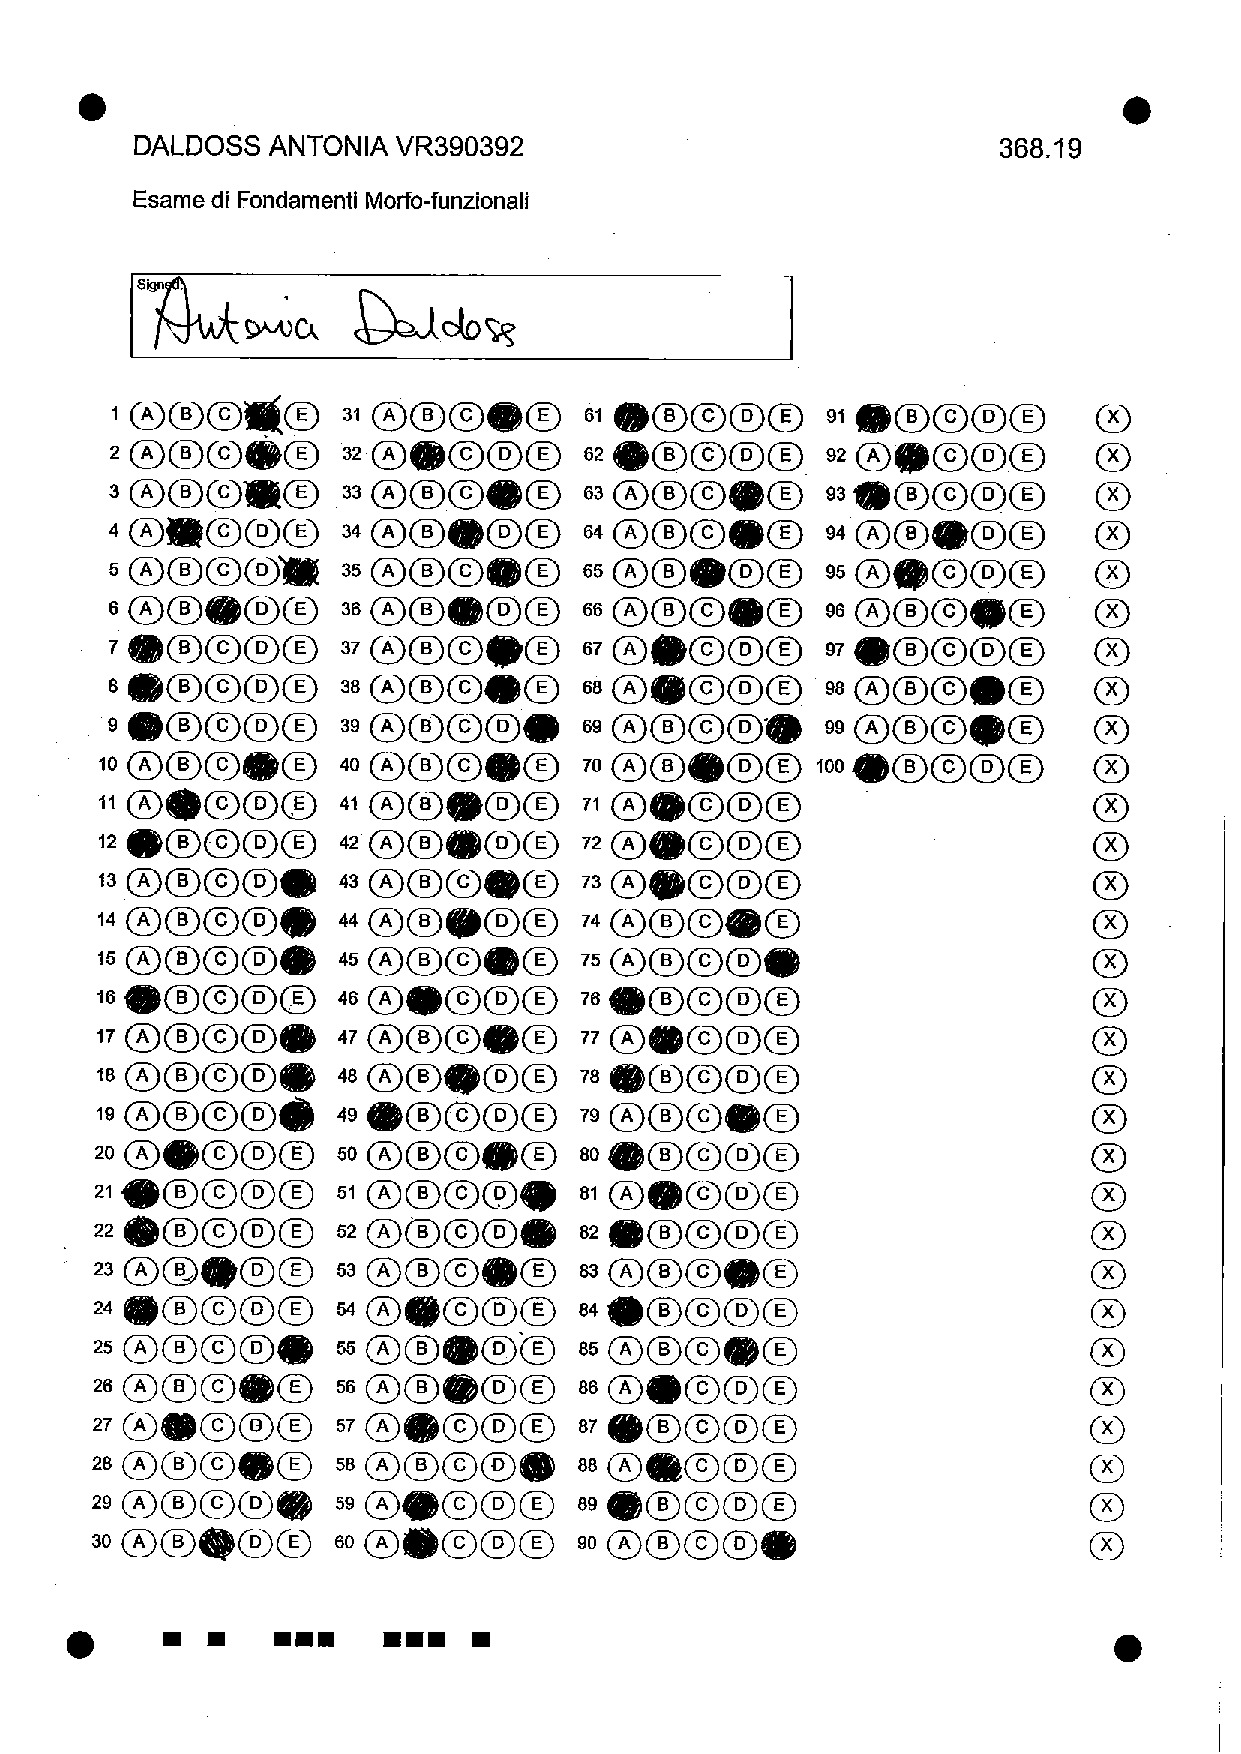 DALDOSS ANTONIA VR390392 368.19
Esame di Fondamenti Morfo-funzionali
Signed:
Antonia Daldoss
1 A B C E 31 A B C E 61 B C D E 91 B C D E X
2 A B C E 32 A C D E 62 B C D E 92 A C D E X
3 A B C E 33 A B C E 63 A B C E 93 B C D E X
4 A C D E 34 A B D E 64 A B C E 94 A B D E X
5 A B C D 35 A B C E 65 A B D E 95 A C D E X
6 A B D E 36 A B D E 66 A B C E 96 A B C E X
7 B C D E 37 A B C E 67 A C D E 97 B C D E X
8 B C D E 38 A B C E 68 A C D E 98 A B C E X
9 B C D E 39 A B C D 69 A B C D 99 A B C E X
10 A B C E 40 A B C E 70 A B D E 100 B C D E X
11 A C D E 41 A B D E 71 A C D E X
12 B C D E 42 A B D E 72 A C D E X
13 A B C D 43 A B C E 73 A C D E X
14 A B C D 44 A B D E 74 A B C E X
15 A B C D 45 A B C E 75 A B C D X
16 B C D E 46 A C D E 76 B C D E X
17 A B C D 47 A B C E 77 A C D E X
18 A B C D 48 A B D E 78 B C D E X
19 A B C D 49 B C D E 79 A B C E X
20 A C D E 50 A B C E 80 B C D E X
21 B C D E 51 A B C D 81 A C D E X
22 B C D E 52 A B C D 82 B C D E X
23 A B D E 53 A B C E 83 A B C E X
24 B C D E 54 A C D E 84 B C D E X
25 A B C D 55 A B D E 85 A B C E X
26 A B C E 56 A B D E 86 A C D E X
27 A C D E 57 A C D E 87 B C D E X
28 A B C E 58 A B C D 88 A C D E X
29 A B C D 59 A C D E 89 B C D E X
30 A B D E 60 A C D E 90 A B C D X